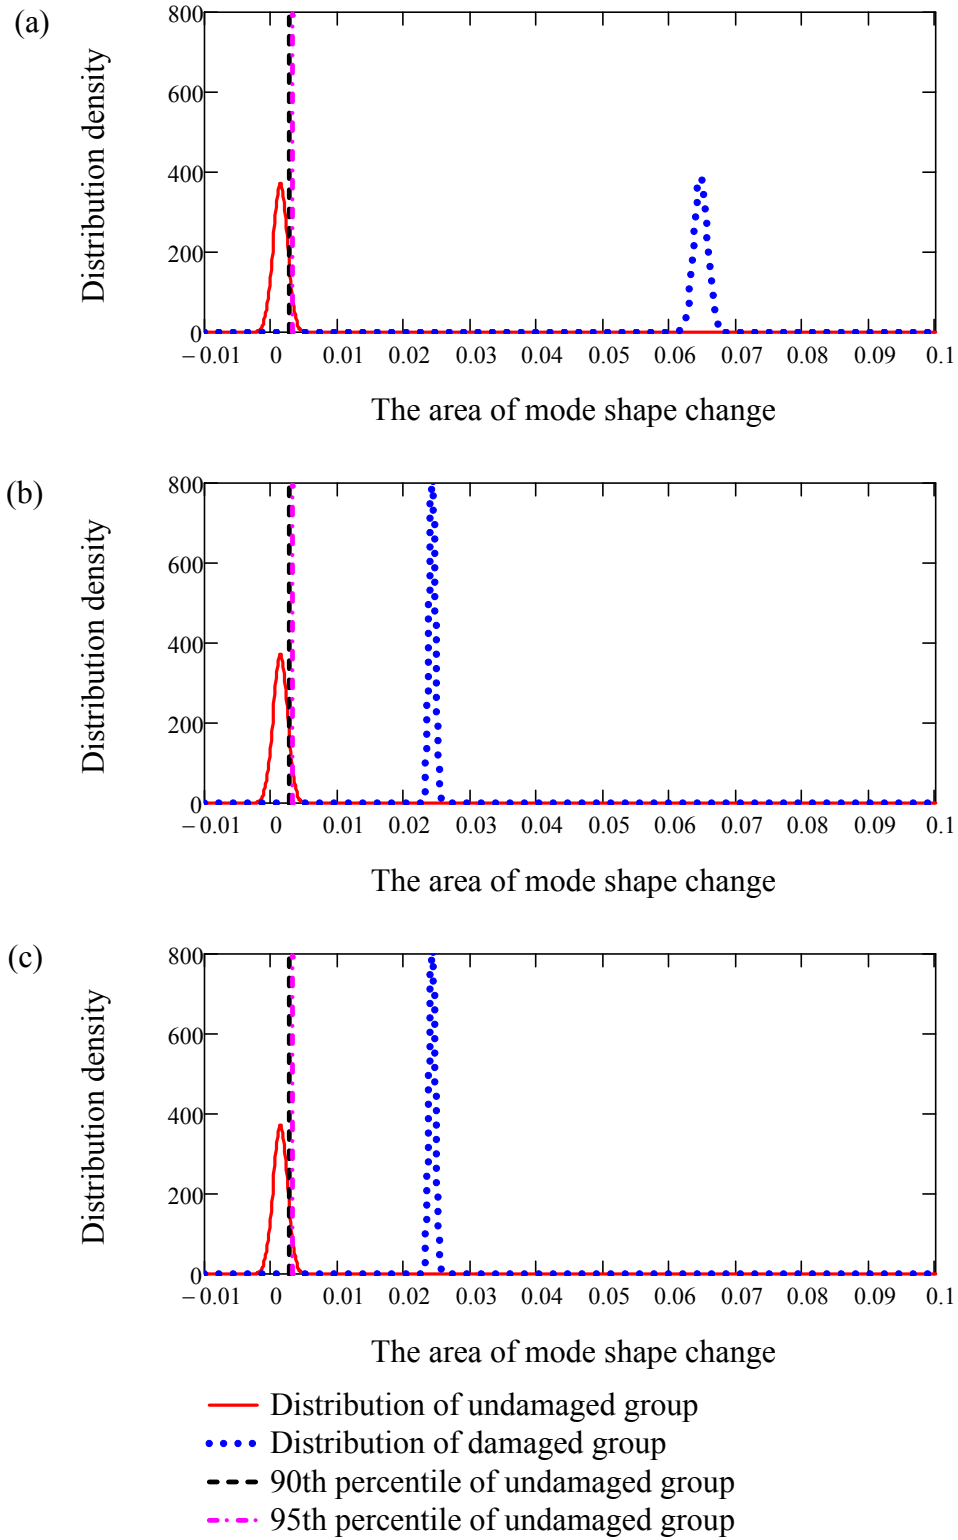 (a)
Distribution density
800
600
400
200
0
−0.01 0 0.01 0.02 0.03 0.04 0.05 0.06 0.07 0.08 0.09 0.1
The area of mode shape change
(b)
Distribution density
800
600
400
200
0
−0.01 0 0.01 0.02 0.03 0.04 0.05 0.06 0.07 0.08 0.09 0.1
The area of mode shape change
(c)
Distribution density
800
600
400
200
0
−0.01 0 0.01 0.02 0.03 0.04 0.05 0.06 0.07 0.08 0.09 0.1
The area of mode shape change
Distribution of undamaged group
Distribution of damaged group
90th percentile of undamaged group
95th percentile of undamaged group